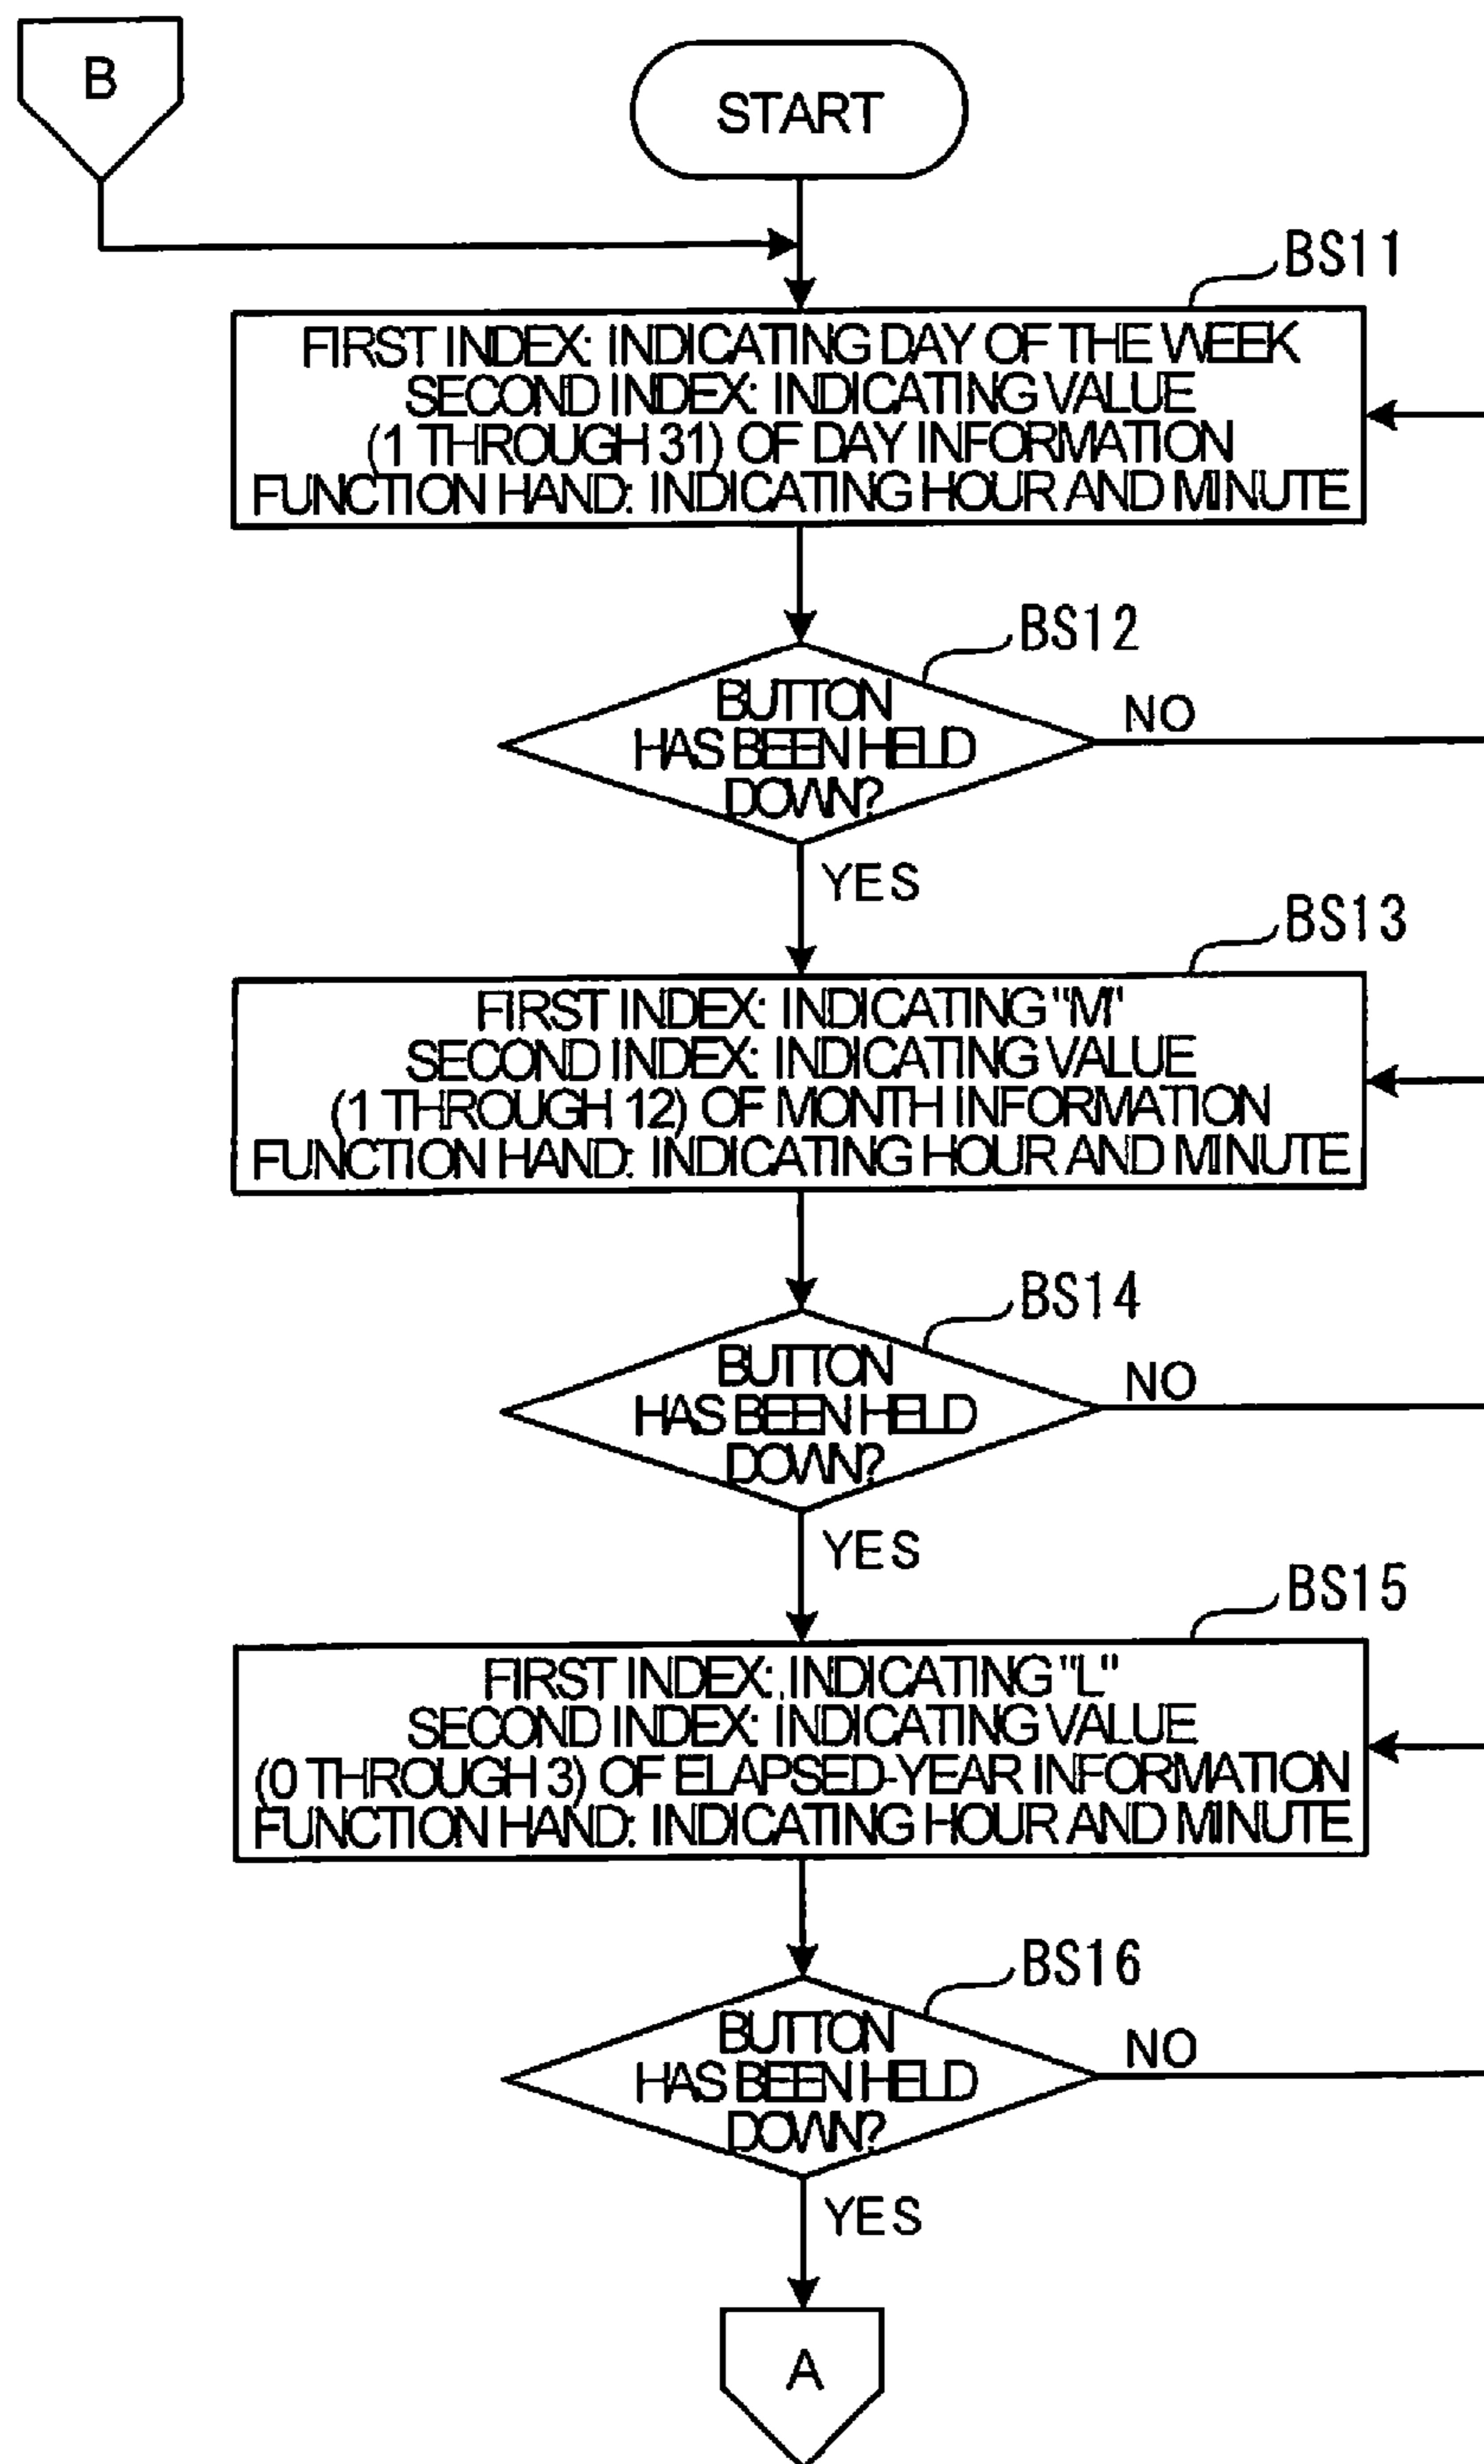 B
START
BS11
FIRST INDEX: INDICATING DAY OF THE WEEK
SECOND INDEX: INDICATING VALUE
(1 THROUGH 31) OF DAY INFORMATION
FUNCTION HAND: INDICATING HOUR AND MINUTE
BS12
BUTTON
HAS BEEN HELD
DOWN?
NO
YES
BS13
FIRST INDEX: INDICATING "M"
SECOND INDEX: INDICATING VALUE
(1 THROUGH 12) OF MONTH INFORMATION
FUNCTION HAND: INDICATING HOUR AND MINUTE
BS14
BUTTON
HAS BEEN HELD
DOWN?
NO
YES
BS15
FIRST INDEX: INDICATING "L"
SECOND INDEX: INDICATING VALUE
(0 THROUGH 3) OF ELAPSED-YEAR INFORMATION
FUNCTION HAND: INDICATING HOUR AND MINUTE
BS16
BUTTON
HAS BEEN HELD
DOWN?
NO
YES
A